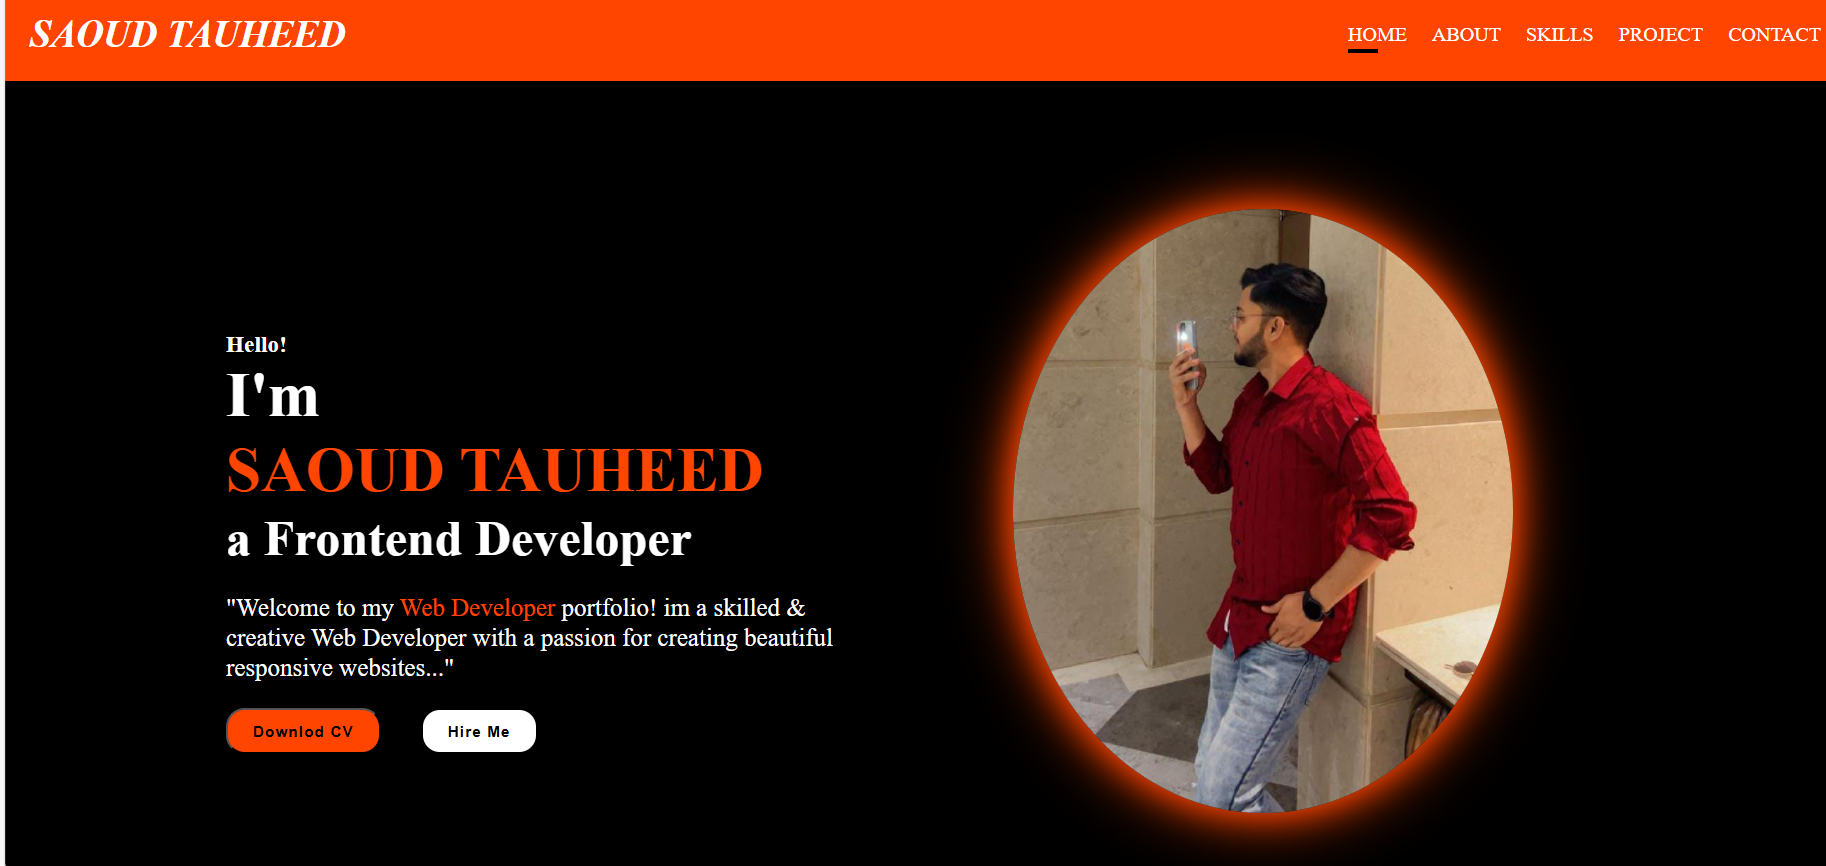 SAOUD TAUHEED
HOME ABOUT SKILLS PROJECT CONTACT
Hello!
I'm
SAOUD TAUHEED
a Frontend Developer
"Welcome to my Web Developer portfolio! im a skilled &
creative Web Developer with a passion for creating beautiful
responsive websites..."
Downlod CV Hire Me